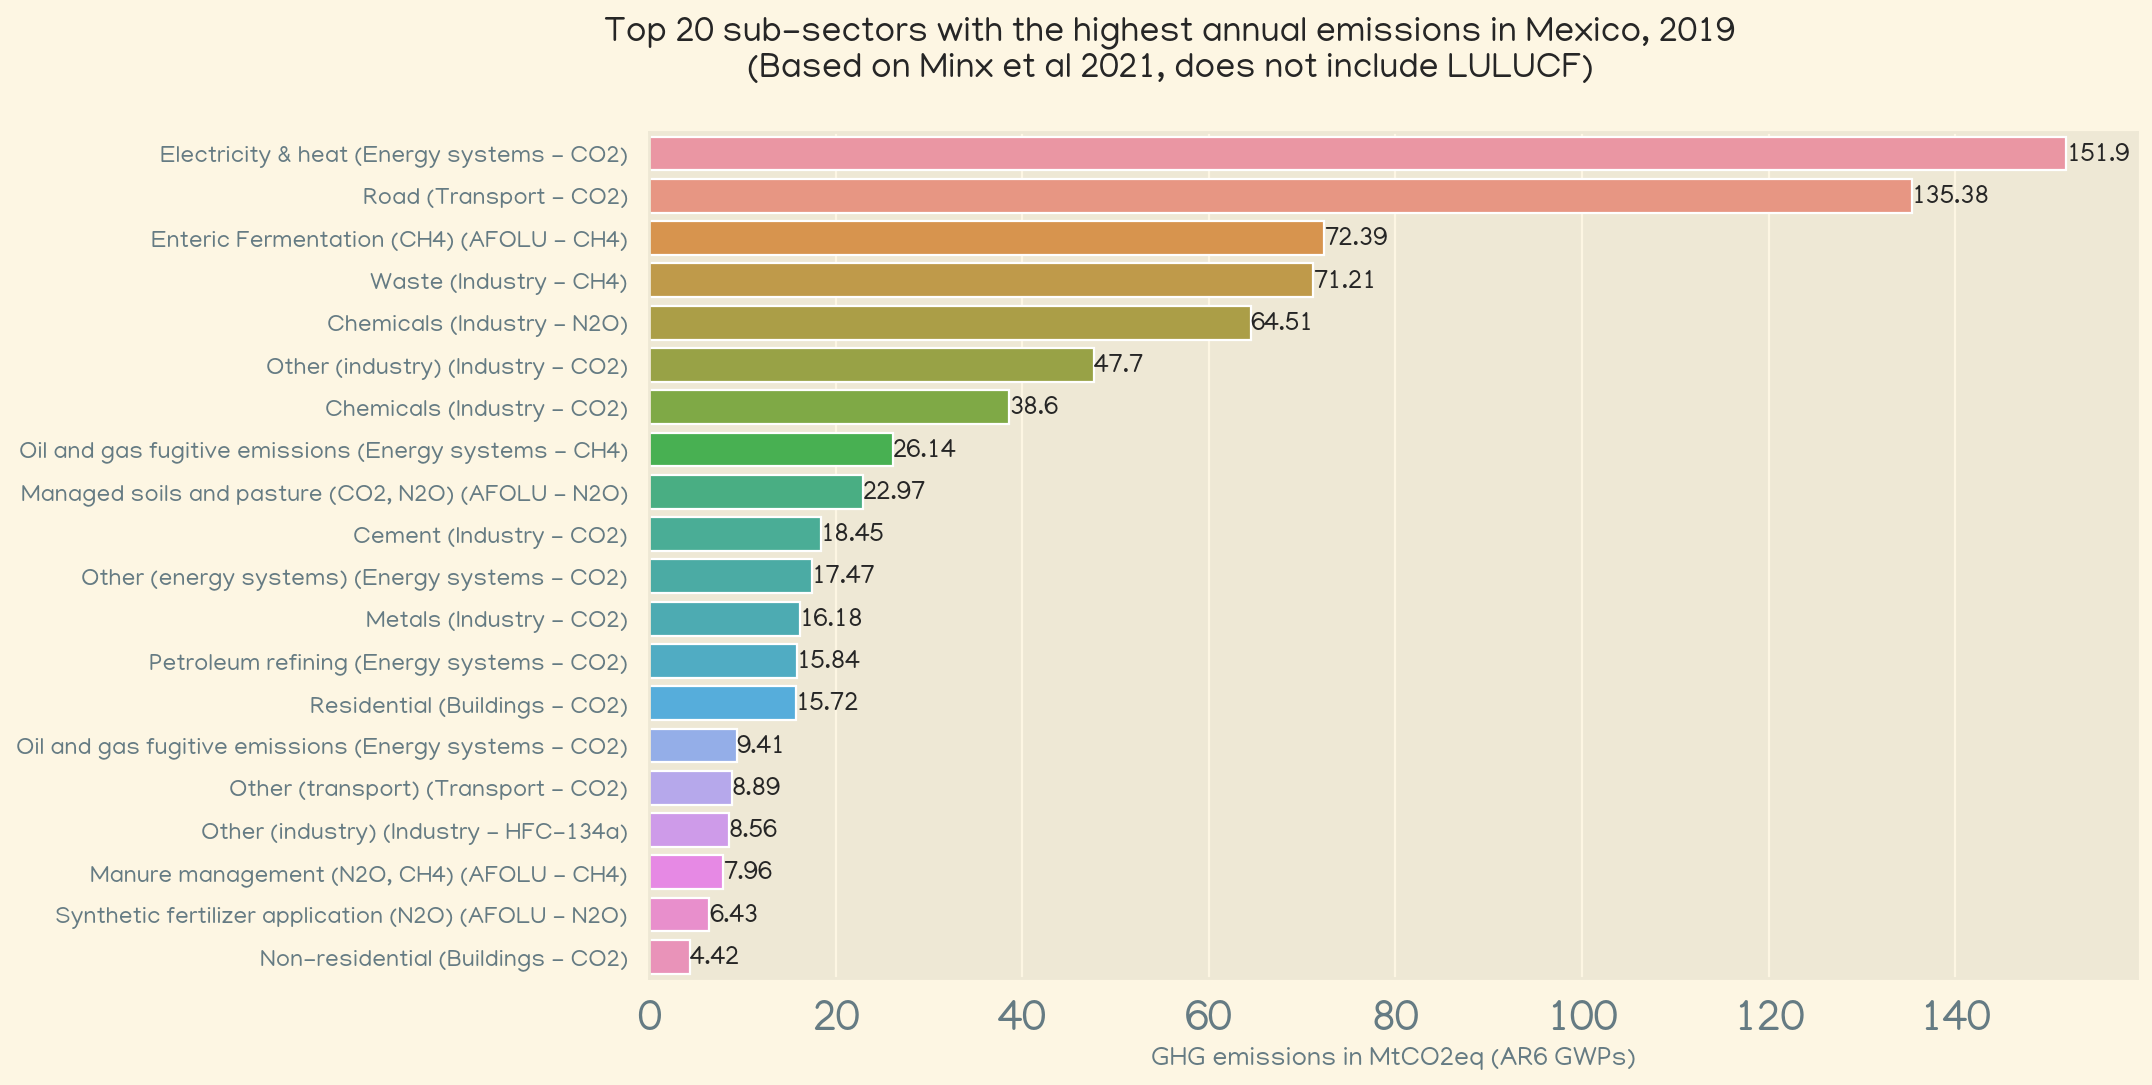 Top 20 sub-sectors with the highest annual emissions in Mexico, 2019
(Based on Minx et al 2021, does not include LULUCF)
Electricity & heat (Energy systems - CO2) 151.9
Road (Transport - CO2) 135.38
Enteric Fermentation (CH4) (AFOLU - CH4) 72.39
Waste (Industry - CH4) 71.21
Chemicals (Industry - N2O) 64.51
Other (industry) (Industry - CO2) 47.7
Chemicals (Industry - CO2) 38.6
Oil and gas fugitive emissions (Energy systems - CH4) 26.14
Managed soils and pasture (CO2, N2O) (AFOLU - N2O) 22.97
Cement (Industry - CO2) 18.45
Other (energy systems) (Energy systems - CO2) 17.47
Metals (Industry - CO2) 16.18
Petroleum refining (Energy systems - CO2) 15.84
Residential (Buildings - CO2) 15.72
Oil and gas fugitive emissions (Energy systems - CO2) 9.41
Other (transport) (Transport - CO2) 8.89
Other (industry) (Industry - HFC-134a) 8.56
Manure management (N2O, CH4) (AFOLU - CH4) 7.96
Synthetic fertilizer application (N2O) (AFOLU - N2O) 6.43
Non-residential (Buildings - CO2) 4.42
0 20 40 60 80 100 120 140
GHG emissions in MtCO2eq (AR6 GWPs)